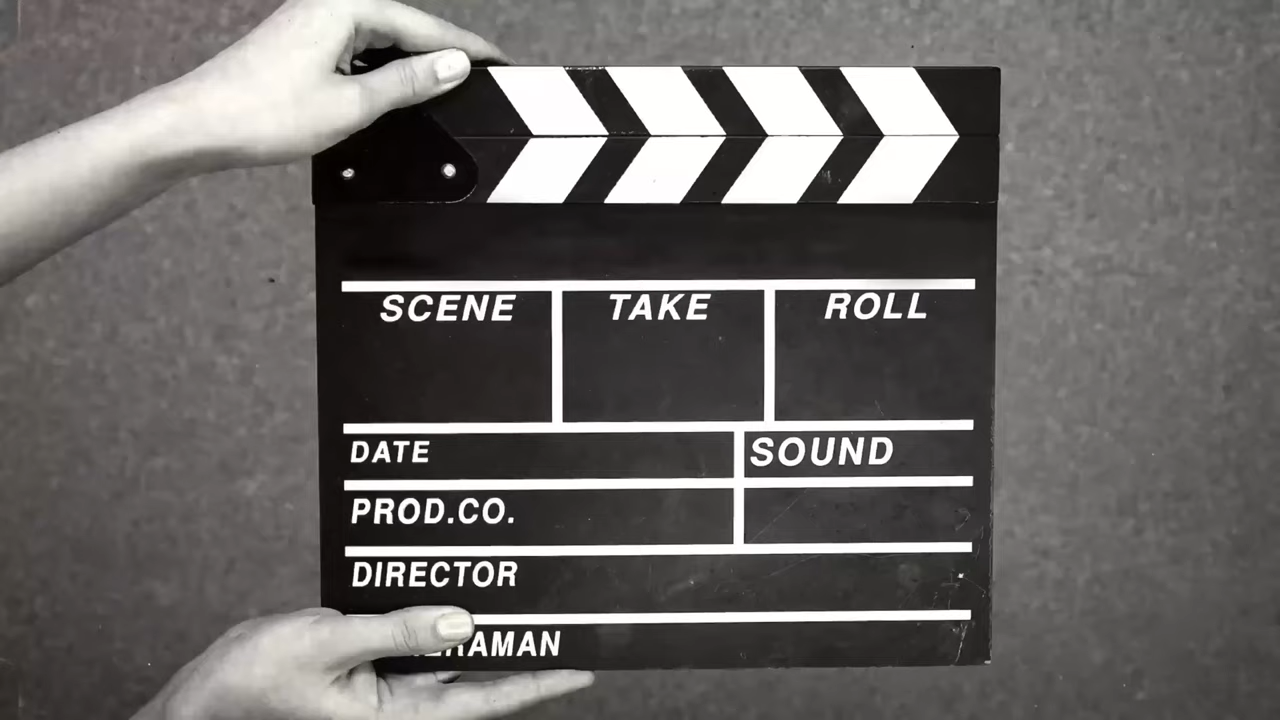 SCENE TAKE ROLL
DATE SOUND
PROD.CO.
DIRECTOR